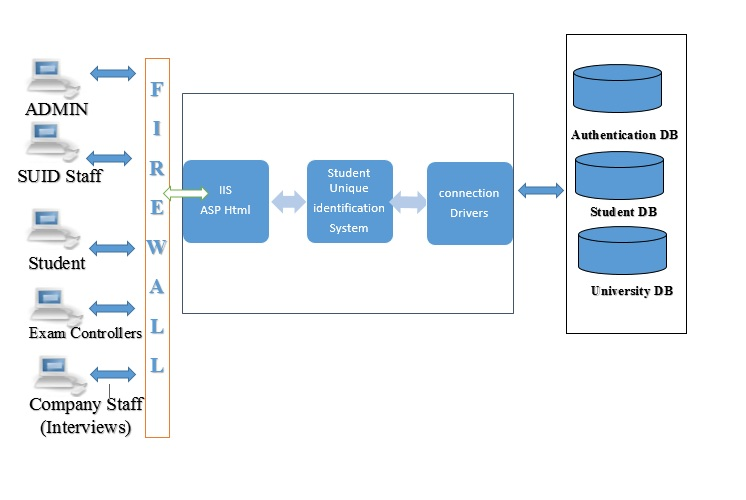 ADMIN
SUID Staff
Student
Exam Controllers
Company Staff
(Interviews)
F
I
R
E
W
A
L
L
IIS
ASP Html
Student
Unique
identification
System
connection
Drivers
Authentication DB
Student DB
University DB